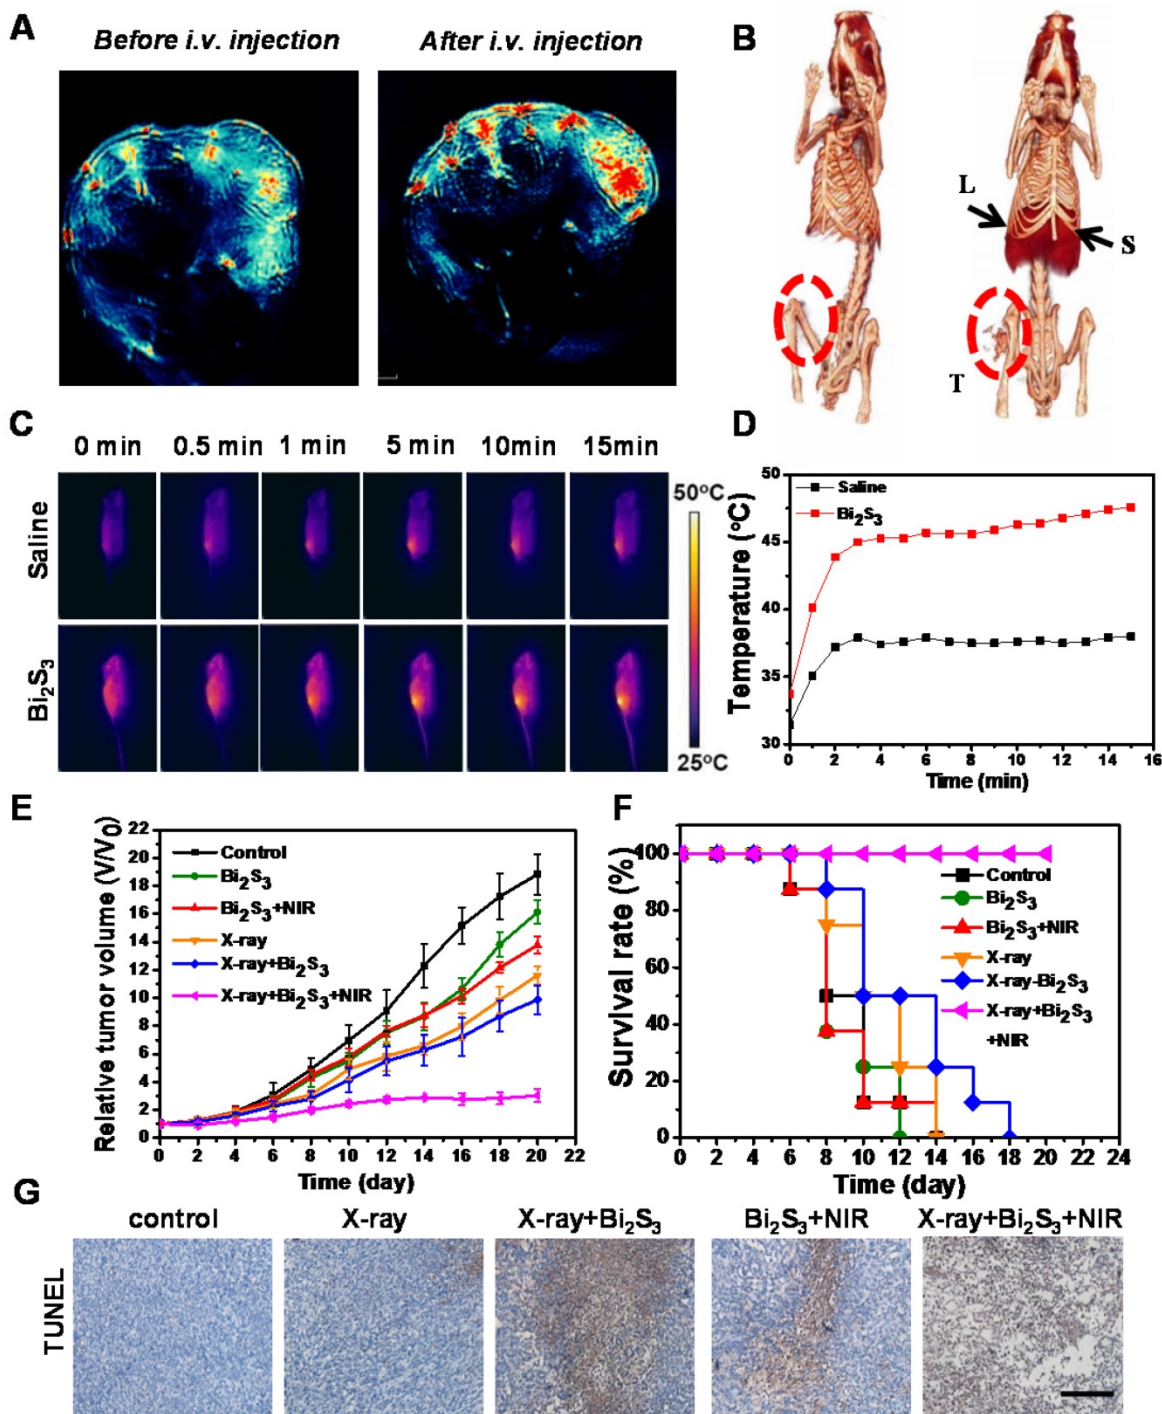 A
Before i.v. injection
After i.v. injection
B
L
S
T
C
0 min 0.5 min 1 min 5 min 10min 15min
Saline
Bi₂S₃
50°C
25°C
D
Temperature (°C)
50
45
40
35
30
Saline
Bi₂S₃
0 2 4 6 8 10 12 14 16
Time (min)
E
Relative tumor volume (V/V₀)
22
20
18
16
14
12
10
8
6
4
2
0
Control
Bi₂S₃
Bi₂S₃+NIR
X-ray
X-ray+Bi₂S₃
X-ray+Bi₂S₃+NIR
0 2 4 6 8 10 12 14 16 18 20 22
Time (day)
F
Survival rate (%)
100
80
60
40
20
0
Control
Bi₂S₃
Bi₂S₃+NIR
X-ray
X-ray-Bi₂S₃
X-ray+Bi₂S₃
+NIR
0 2 4 6 8 10 12 14 16 18 20 22 24
Time (day)
G
control X-ray X-ray+Bi₂S₃ Bi₂S₃+NIR X-ray+Bi₂S₃+NIR
TUNEL